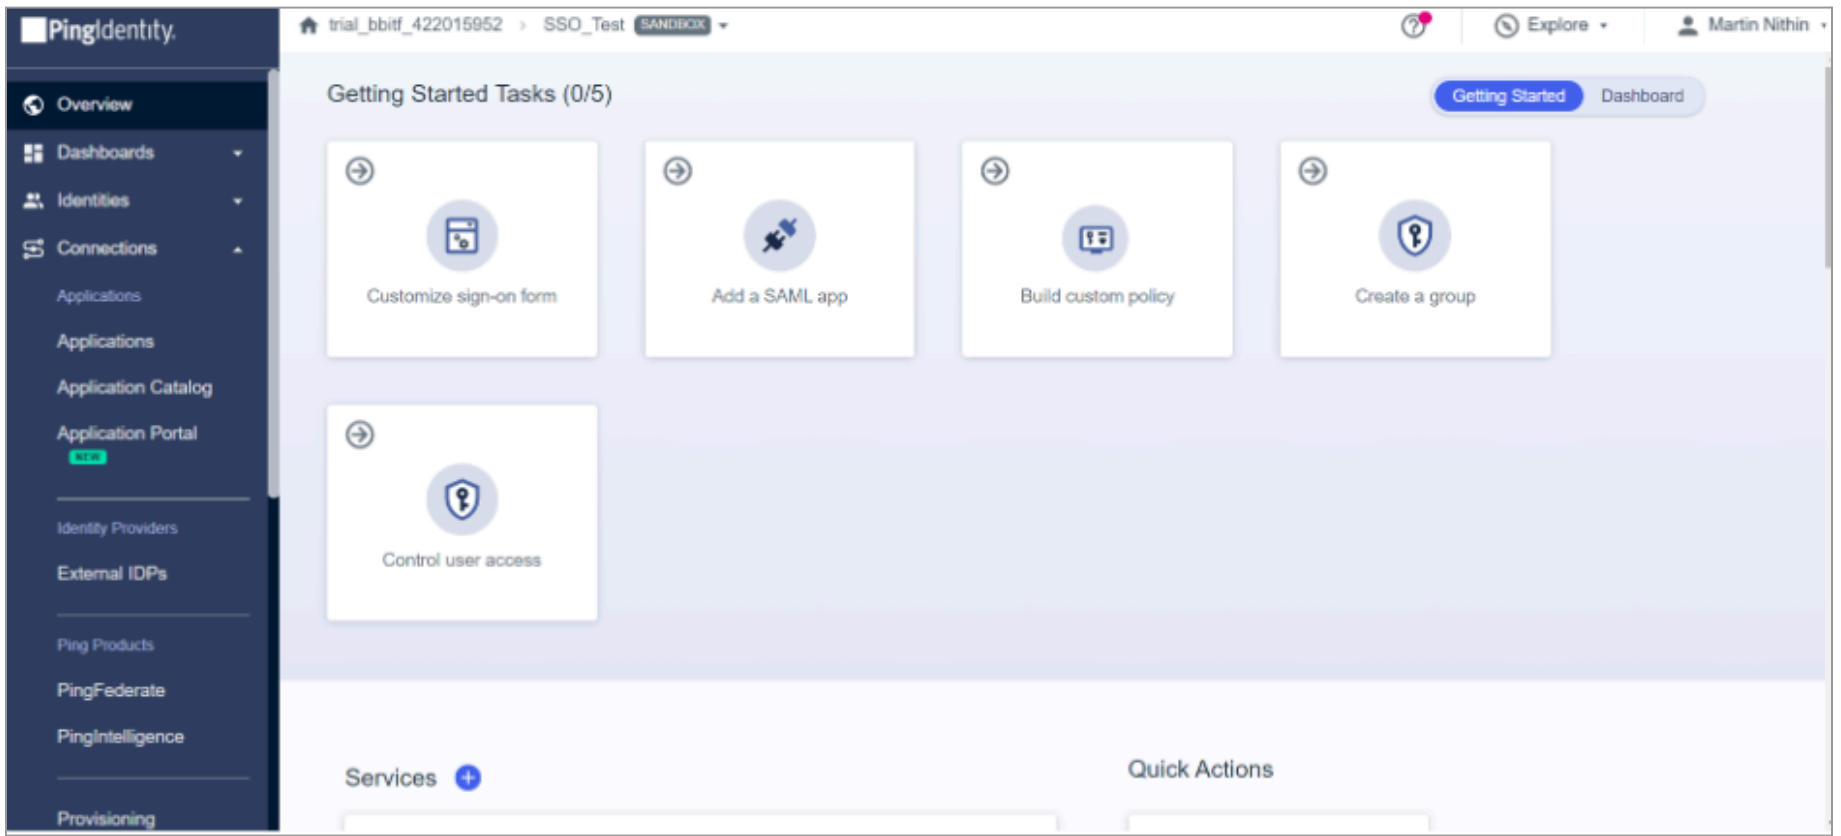 PingIdentity.
trial_bbitf_422015952 > SSO_Test SANDBOX
Explore
Martin Nithin
Overview
Dashboards
Identities
Connections
Applications
Applications
Application Catalog
Application Portal
NEW
Identity Providers
External IDPs
Ping Products
PingFederate
PingIntelligence
Provisioning
Getting Started Tasks (0/5)
Getting Started
Dashboard
Customize sign-on form
Add a SAML app
Build custom policy
Create a group
Control user access
Services
Quick Actions